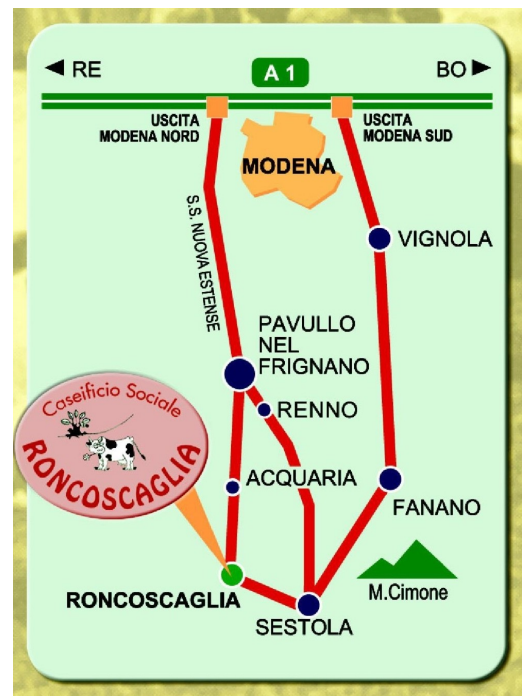 RE
A 1
BO
USCITA
MODENA NORD
USCITA
MODENA SUD
MODENA
S.S. NUOVA ESTENSE
VIGNOLA
PAVULLO
NEL
FRIGNANO
RENNO
Caseificio Sociale
RONCOSCAGLIA
ACQUARIA
FANANO
RONCOSCAGLIA
M.Cimone
SESTOLA